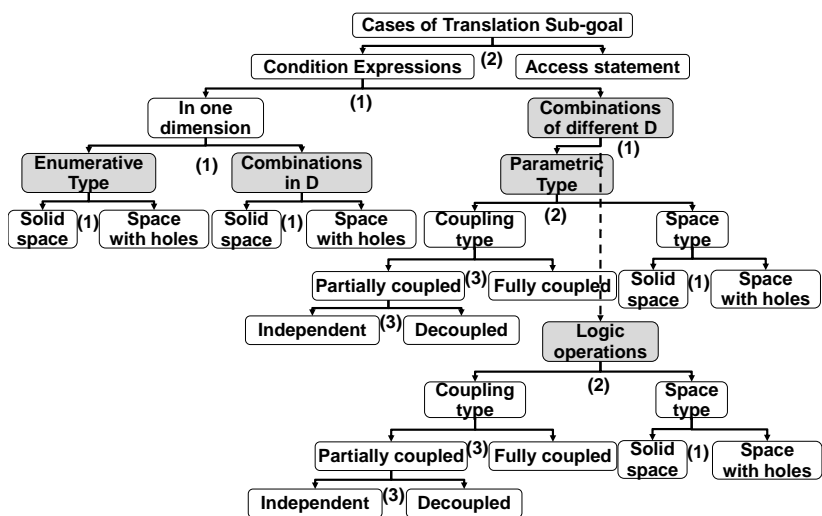 Cases of Translation Sub-goal
(2)
Condition Expressions
Access statement
(1)
In one
dimension
Combinations
of different D
(1)
(1)
Enumerative
Type
Combinations
in D
Parametric
Type
(2)
Solid
space
(1)
Space
with holes
Solid
space
(1)
Space
with holes
Coupling
type
Space
type
(3)
Partially coupled
Fully coupled
Solid
space
(1)
Space
with holes
(3)
Independent
Decoupled
Logic
operations
(2)
Coupling
type
Space
type
(3)
Partially coupled
Fully coupled
Solid
space
(1)
Space
with holes
(3)
Independent
Decoupled